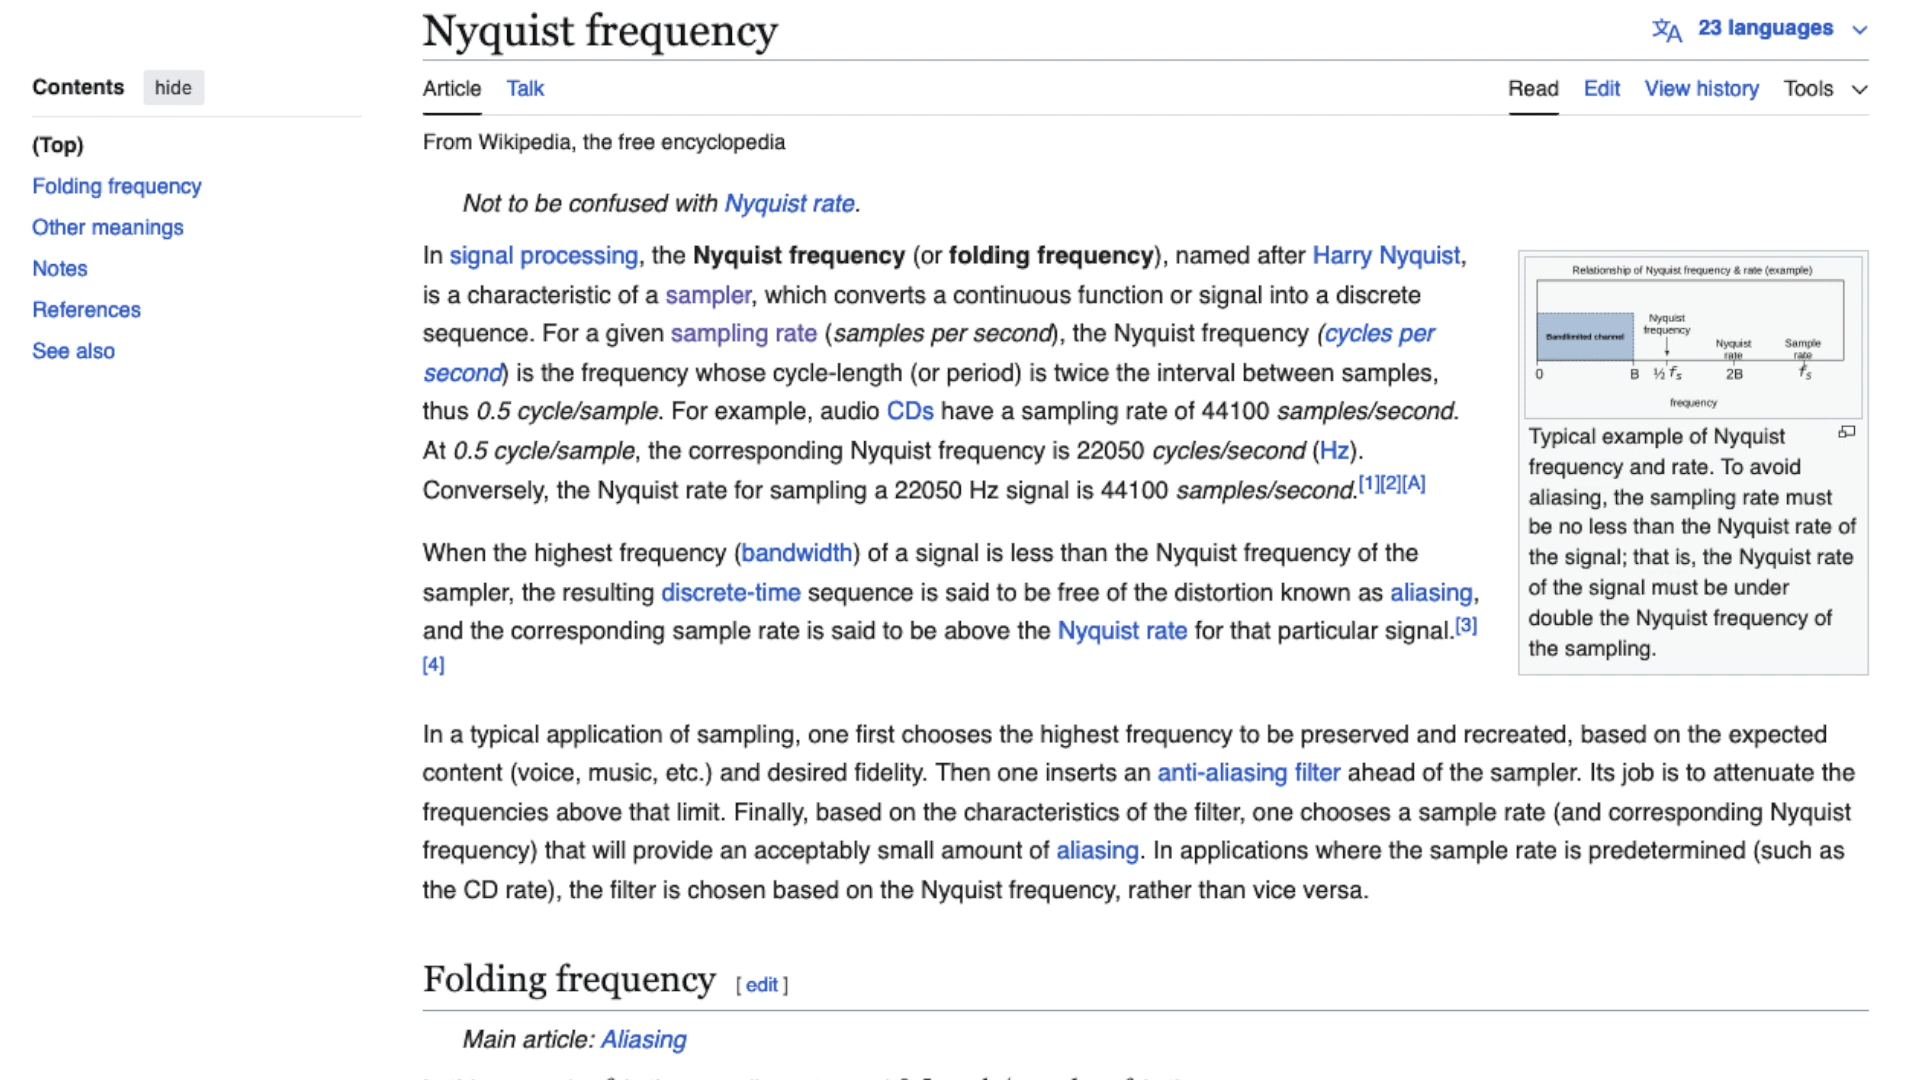 Nyquist frequency
23 languages
Contents hide
Article Talk Read Edit View history Tools
(Top)
Folding frequency
Other meanings
Notes
References
See also
From Wikipedia, the free encyclopedia
Not to be confused with Nyquist rate.
In signal processing, the Nyquist frequency (or folding frequency), named after Harry Nyquist,
is a characteristic of a sampler, which converts a continuous function or signal into a discrete
sequence. For a given sampling rate (samples per second), the Nyquist frequency (cycles per
second) is the frequency whose cycle-length (or period) is twice the interval between samples,
thus 0.5 cycle/sample. For example, audio CDs have a sampling rate of 44100 samples/second.
At 0.5 cycle/sample, the corresponding Nyquist frequency is 22050 cycles/second (Hz).
Conversely, the Nyquist rate for sampling a 22050 Hz signal is 44100 samples/second.[1][2][A]
When the highest frequency (bandwidth) of a signal is less than the Nyquist frequency of the
sampler, the resulting discrete-time sequence is said to be free of the distortion known as aliasing,
and the corresponding sample rate is said to be above the Nyquist rate for that particular signal.[3]
[4]
Relationship of Nyquist frequency & rate (example)
Bandlimited channel
Nyquist
frequency
Nyquist
rate
Sample
rate
0 B ½ fs 2B fs
frequency
Typical example of Nyquist
frequency and rate. To avoid
aliasing, the sampling rate must
be no less than the Nyquist rate of
the signal; that is, the Nyquist rate
of the signal must be under
double the Nyquist frequency of
the sampling.
In a typical application of sampling, one first chooses the highest frequency to be preserved and recreated, based on the expected
content (voice, music, etc.) and desired fidelity. Then one inserts an anti-aliasing filter ahead of the sampler. Its job is to attenuate the
frequencies above that limit. Finally, based on the characteristics of the filter, one chooses a sample rate (and corresponding Nyquist
frequency) that will provide an acceptably small amount of aliasing. In applications where the sample rate is predetermined (such as
the CD rate), the filter is chosen based on the Nyquist frequency, rather than vice versa.
Folding frequency [ edit ]
Main article: Aliasing